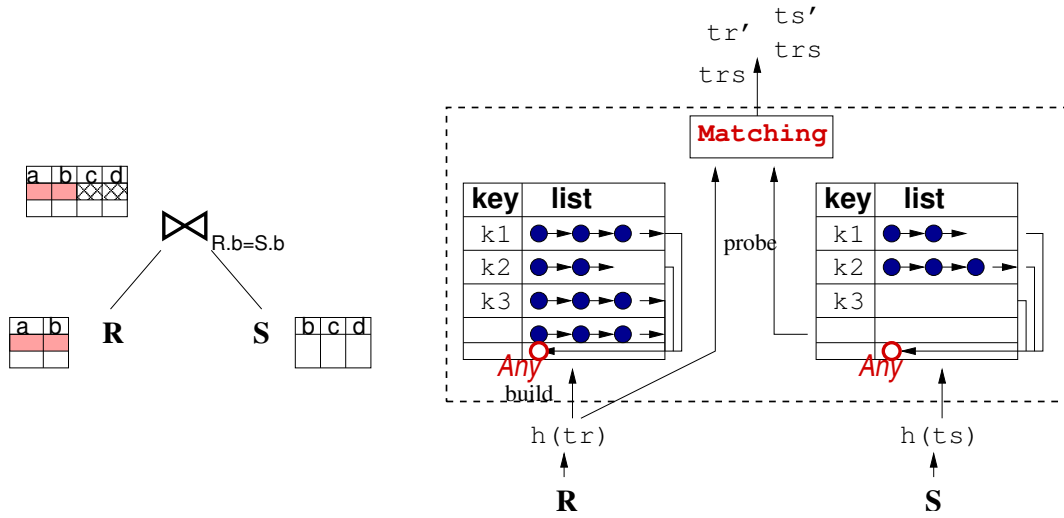 a b c d
R.b=S.b
a b
R
S
b c d
tr'
ts'
trs
trs
Matching
key list
k1
k2
k3
Any
build
probe
key list
k1
k2
k3
Any
h(tr)
h(ts)
R
S